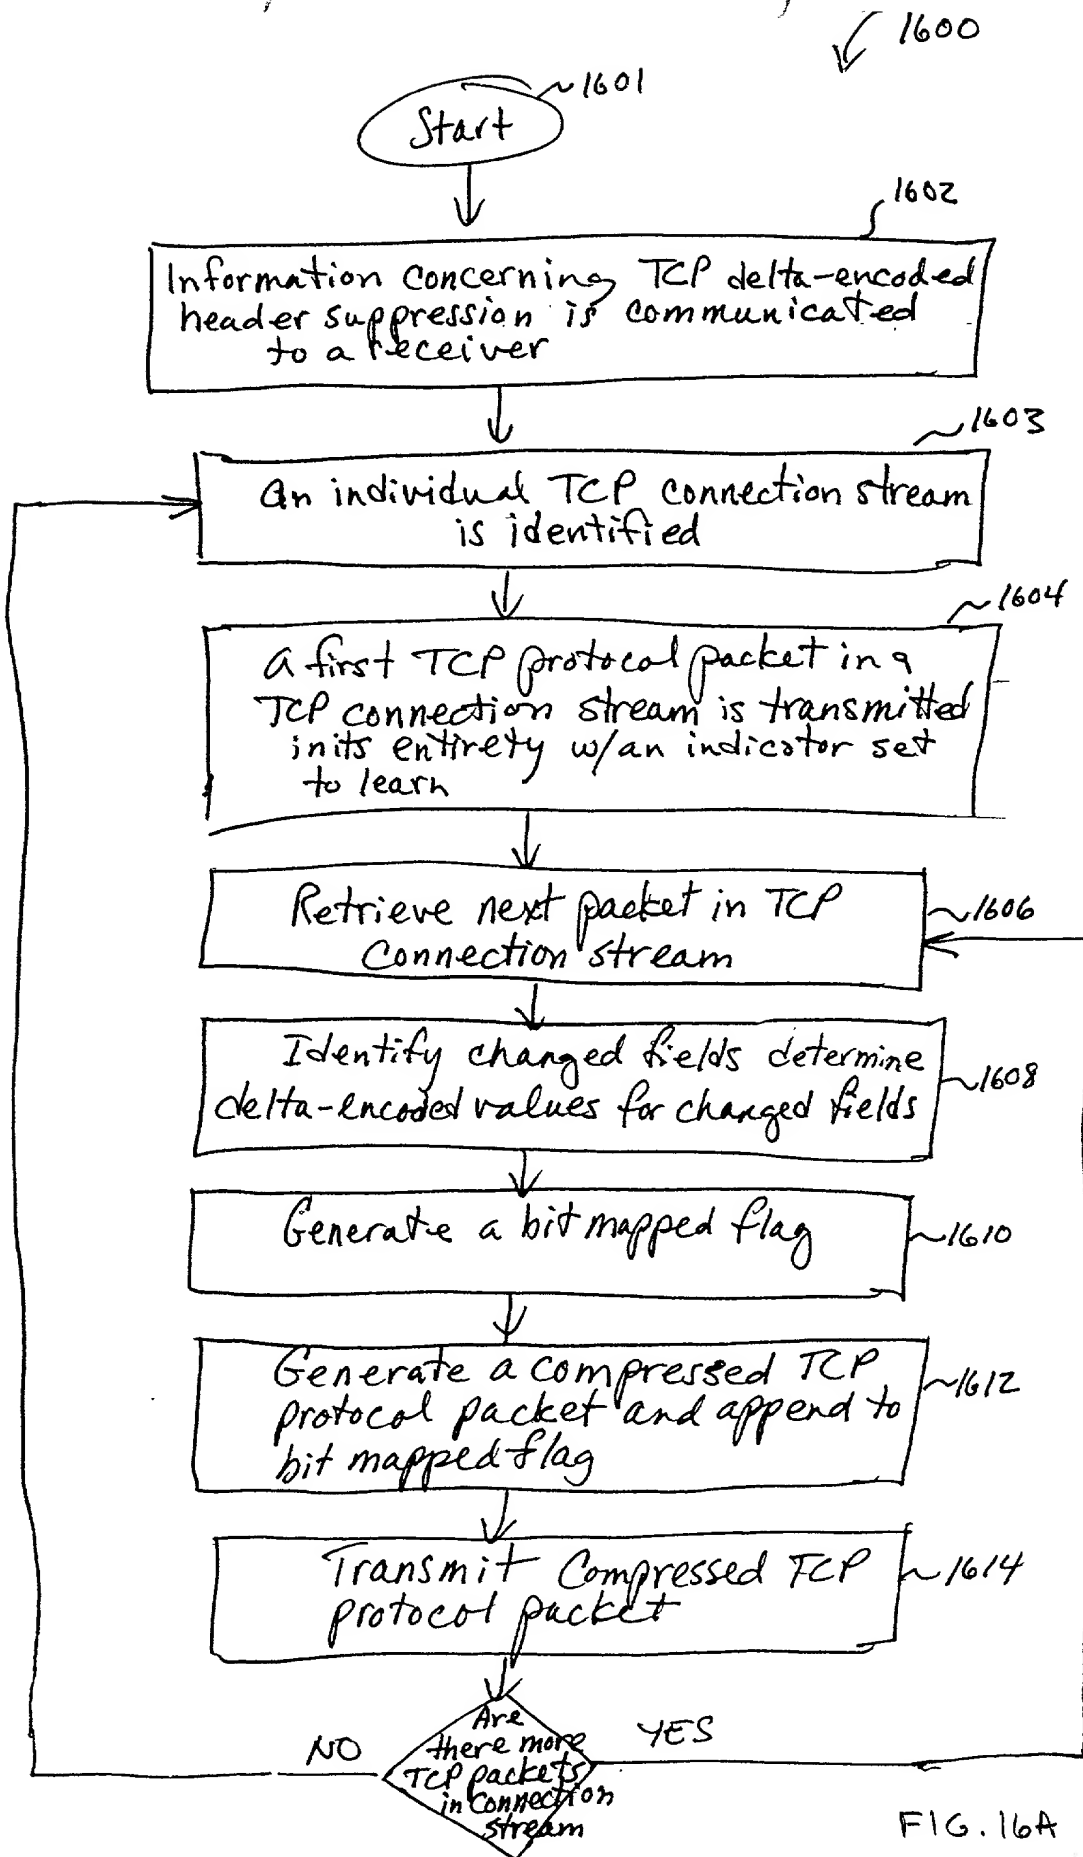 1600
Start
1601
1602
Information concerning TCP delta-encoded
header suppression is communicated
to a receiver
1603
An individual TCP connection stream
is identified
1604
A first TCP protocol packet in a
TCP connection stream is transmitted
in its entirety w/an indicator set
to learn
Retrieve next packet in TCP
Connection stream
1606
Identify changed fields determine
delta-encoded values for changed fields
1608
Generate a bit mapped flag
1610
Generate a compressed TCP
protocol packet and append to
bit mapped flag
1612
Transmit Compressed TCP
protocol packet
1614
Are
there more
TCP packets
in Connection
stream
NO
YES
FIG. 16A